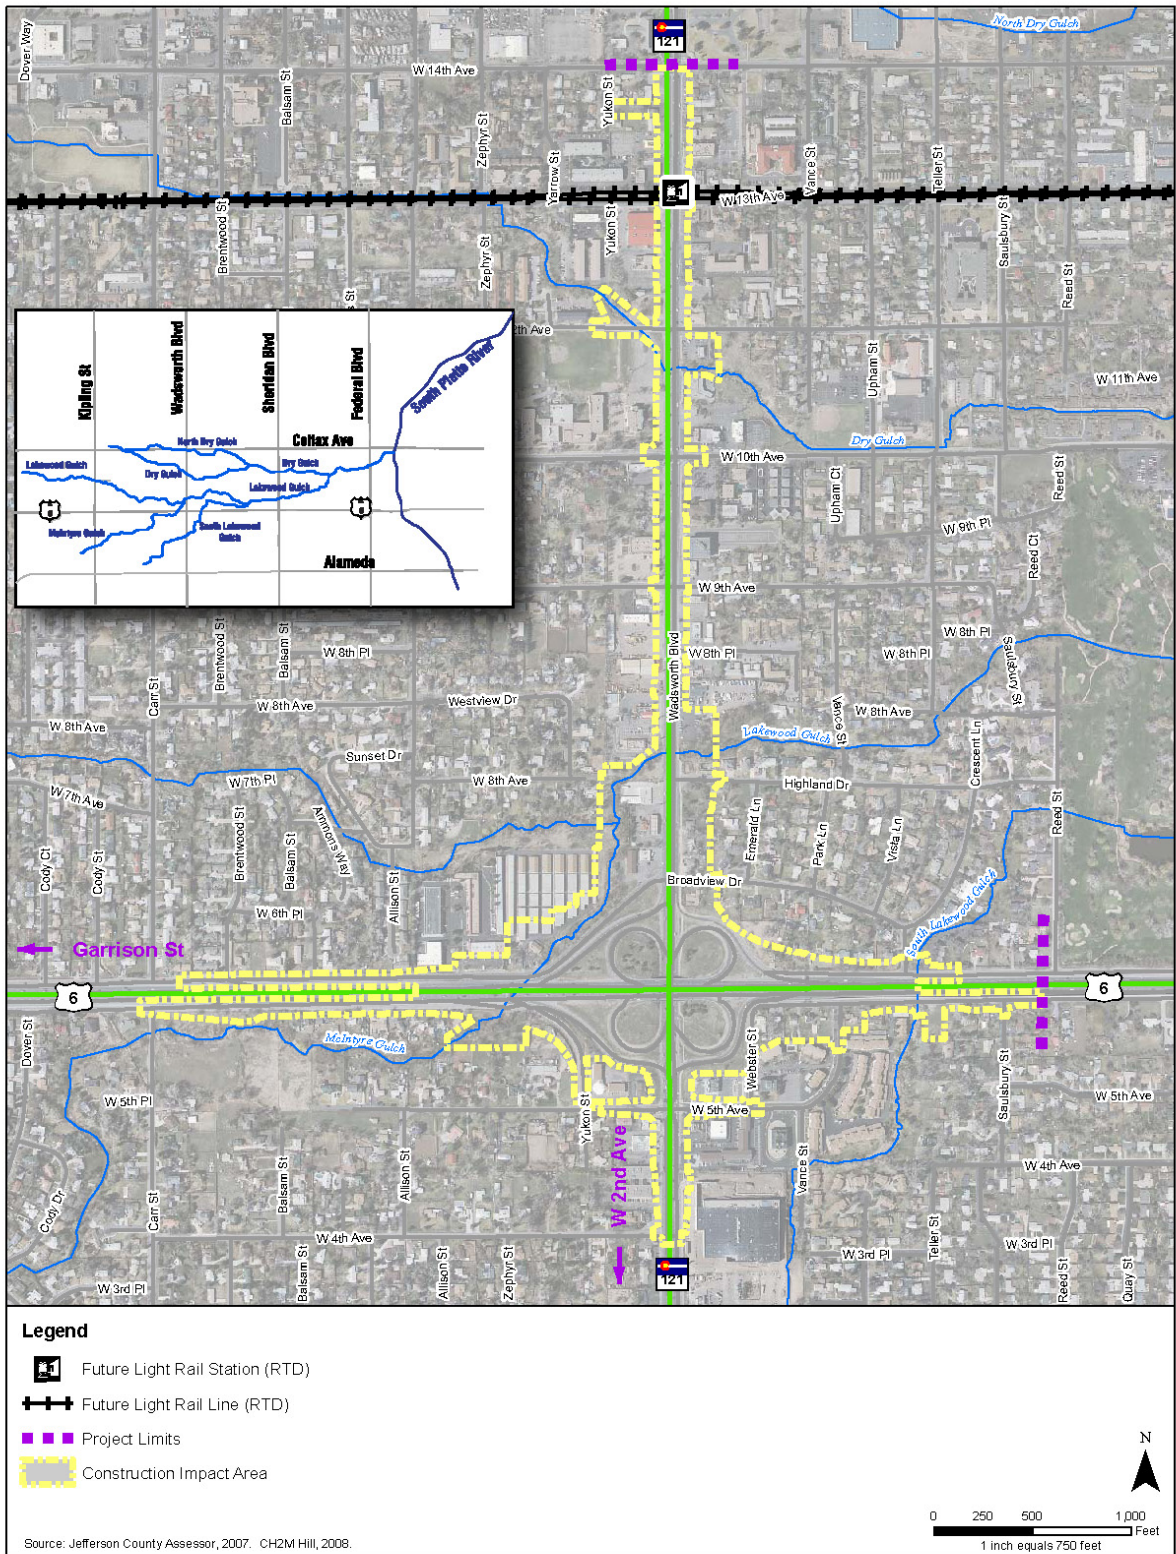 North Dry Gulch
Dover Way
121
W 14th Ave
Balsam St
Yukon St
Zephyr St
Yarrow St
Vance St
Teller St
W 13th Ave
Brentwood St
Zephyr St
Yukon St
Saulsbury St
Reed St
Kipling St
Wadsworth Blvd
Sheridan Blvd
Federal Blvd
South Platte River
North Dry Gulch
Colfax Ave
Lakewood Gulch
Dry Gulch
Dry Gulch
Lakewood Gulch
6
6
McIntyre Gulch
South Lakewood
Gulch
Alameda
Upham St
W 11th Ave
Dry Gulch
W 10th Ave
Upham Ct
Reed St
W 9th Pl
Reed Ct
W 9th Ave
Brentwood St
Balsam St
W 8th Pl
Wadsworth Blvd
W 8th Pl
W 8th Pl
W 8th Pl
Saulsbury St
Carr St
W 8th Ave
Westview Dr
Vance St
W 8th Ave
W 8th Ave
Lakewood Gulch
Sunset Dr
Crescent Ln
W 7th Pl
W 8th Ave
Highland Dr
W 7th Ave
Reed St
Brentwood St
Ammons Way
Emerald Ln
Park Ln
Vista Ln
Cody Ct
Cody St
Balsam St
Allison St
Broadview Dr
W 6th Pl
South Lakewood Gulch
Garrison St
6
6
Dover St
McIntyre Gulch
Webster St
Saulsbury St
W 5th Pl
Yukon St
W 5th Ave
W 5th Ave
W 2nd Ave
Vance St
W 4th Ave
Cody Dr
Carr St
Balsam St
Allison St
W 4th Ave
Teller St
W 3rd Pl
W 3rd Pl
W 3rd Pl
Balsam St
Allison St
Zephyr St
121
Reed St
Quay St
Legend
Future Light Rail Station (RTD)
Future Light Rail Line (RTD)
Project Limits
Construction Impact Area
N
0 250 500 1,000
Feet
1 inch equals 750 feet
Source: Jefferson County Assessor, 2007. CH2M Hill, 2008.